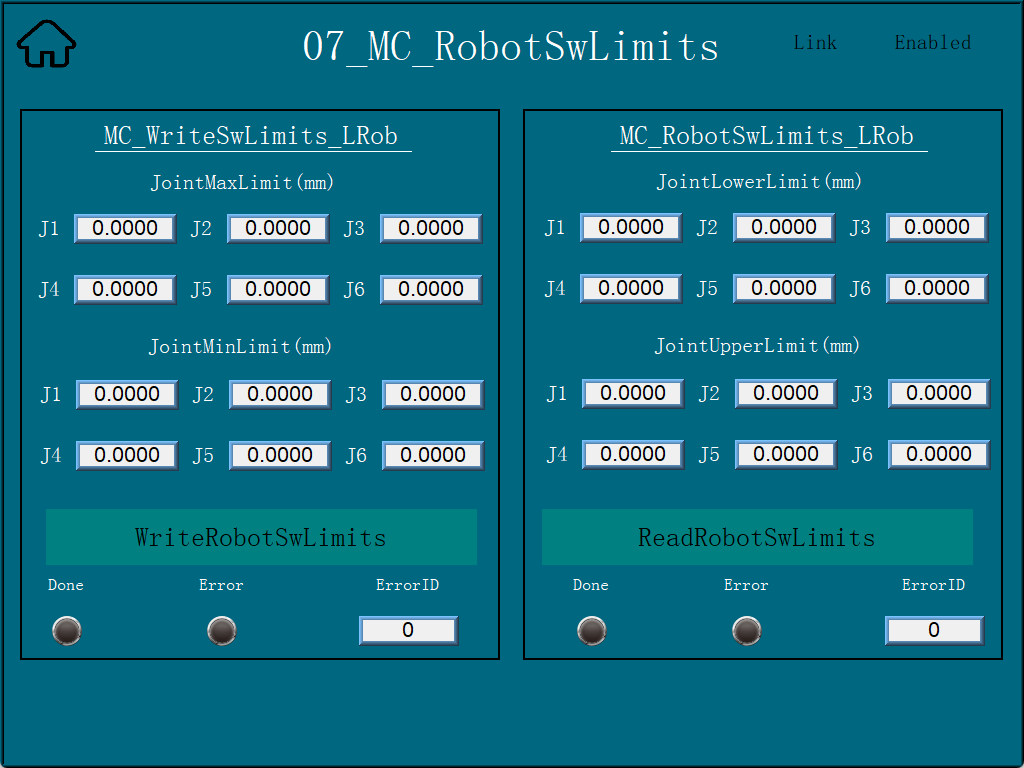 07_MC_RobotSwLimits
Link
Enabled
MC_WriteSwLimits_LRob
JointMaxLimit(mm)
J1 0.0000 J2 0.0000 J3 0.0000
J4 0.0000 J5 0.0000 J6 0.0000
JointMinLimit(mm)
J1 0.0000 J2 0.0000 J3 0.0000
J4 0.0000 J5 0.0000 J6 0.0000
WriteRobotSwLimits
Done Error ErrorID
0
MC_RobotSwLimits_LRob
JointLowerLimit(mm)
J1 0.0000 J2 0.0000 J3 0.0000
J4 0.0000 J5 0.0000 J6 0.0000
JointUpperLimit(mm)
J1 0.0000 J2 0.0000 J3 0.0000
J4 0.0000 J5 0.0000 J6 0.0000
ReadRobotSwLimits
Done Error ErrorID
0